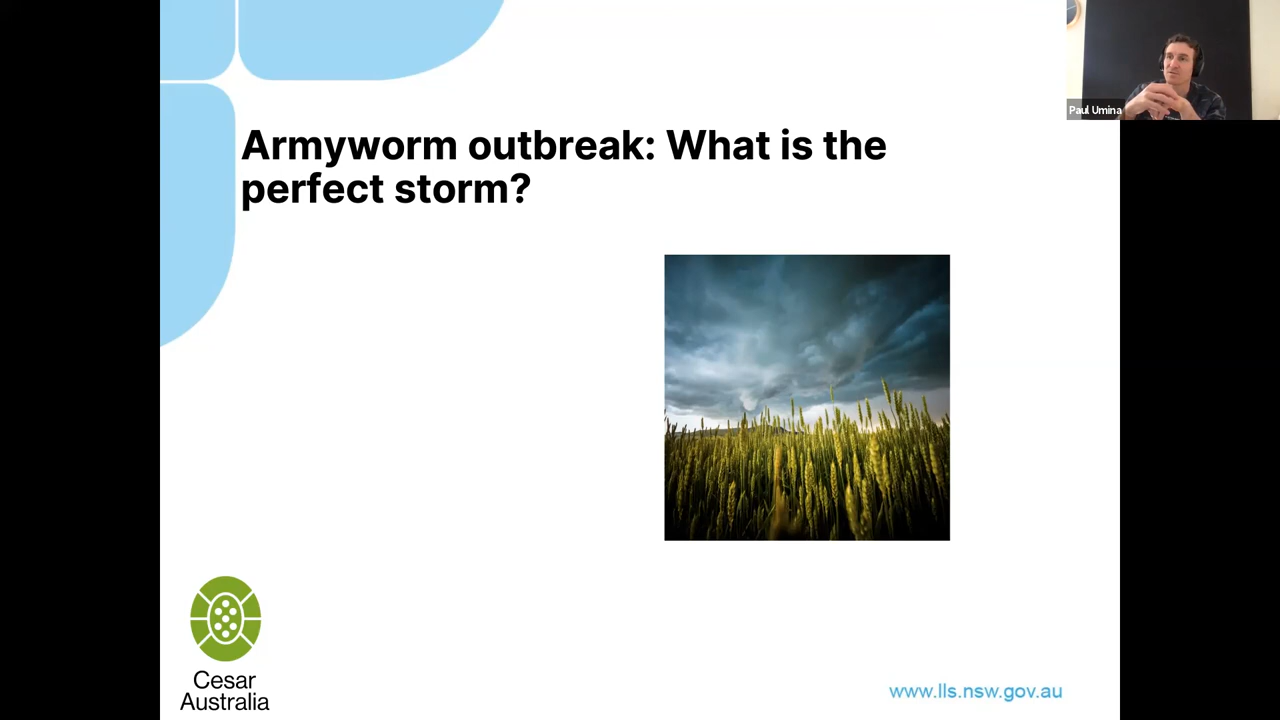 Paul Umina
Armyworm outbreak: What is the
perfect storm?
Cesar
Australia
www.lls.nsw.gov.au